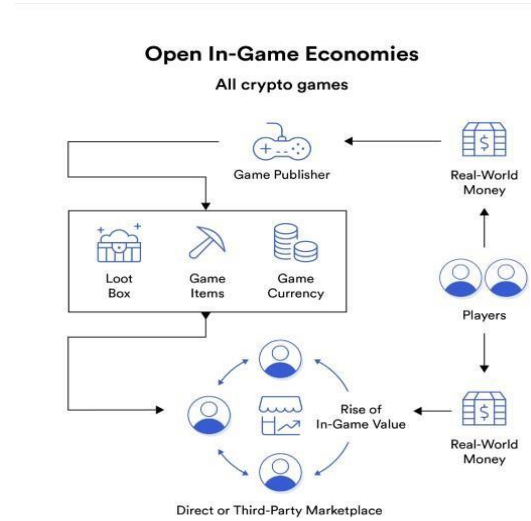 Open In-Game Economies
All crypto games
Game Publisher
Real-World
Money
Loot
Box
Game
Items
Game
Currency
Players
Rise of
In-Game Value
Real-World
Money
Direct or Third-Party Marketplace